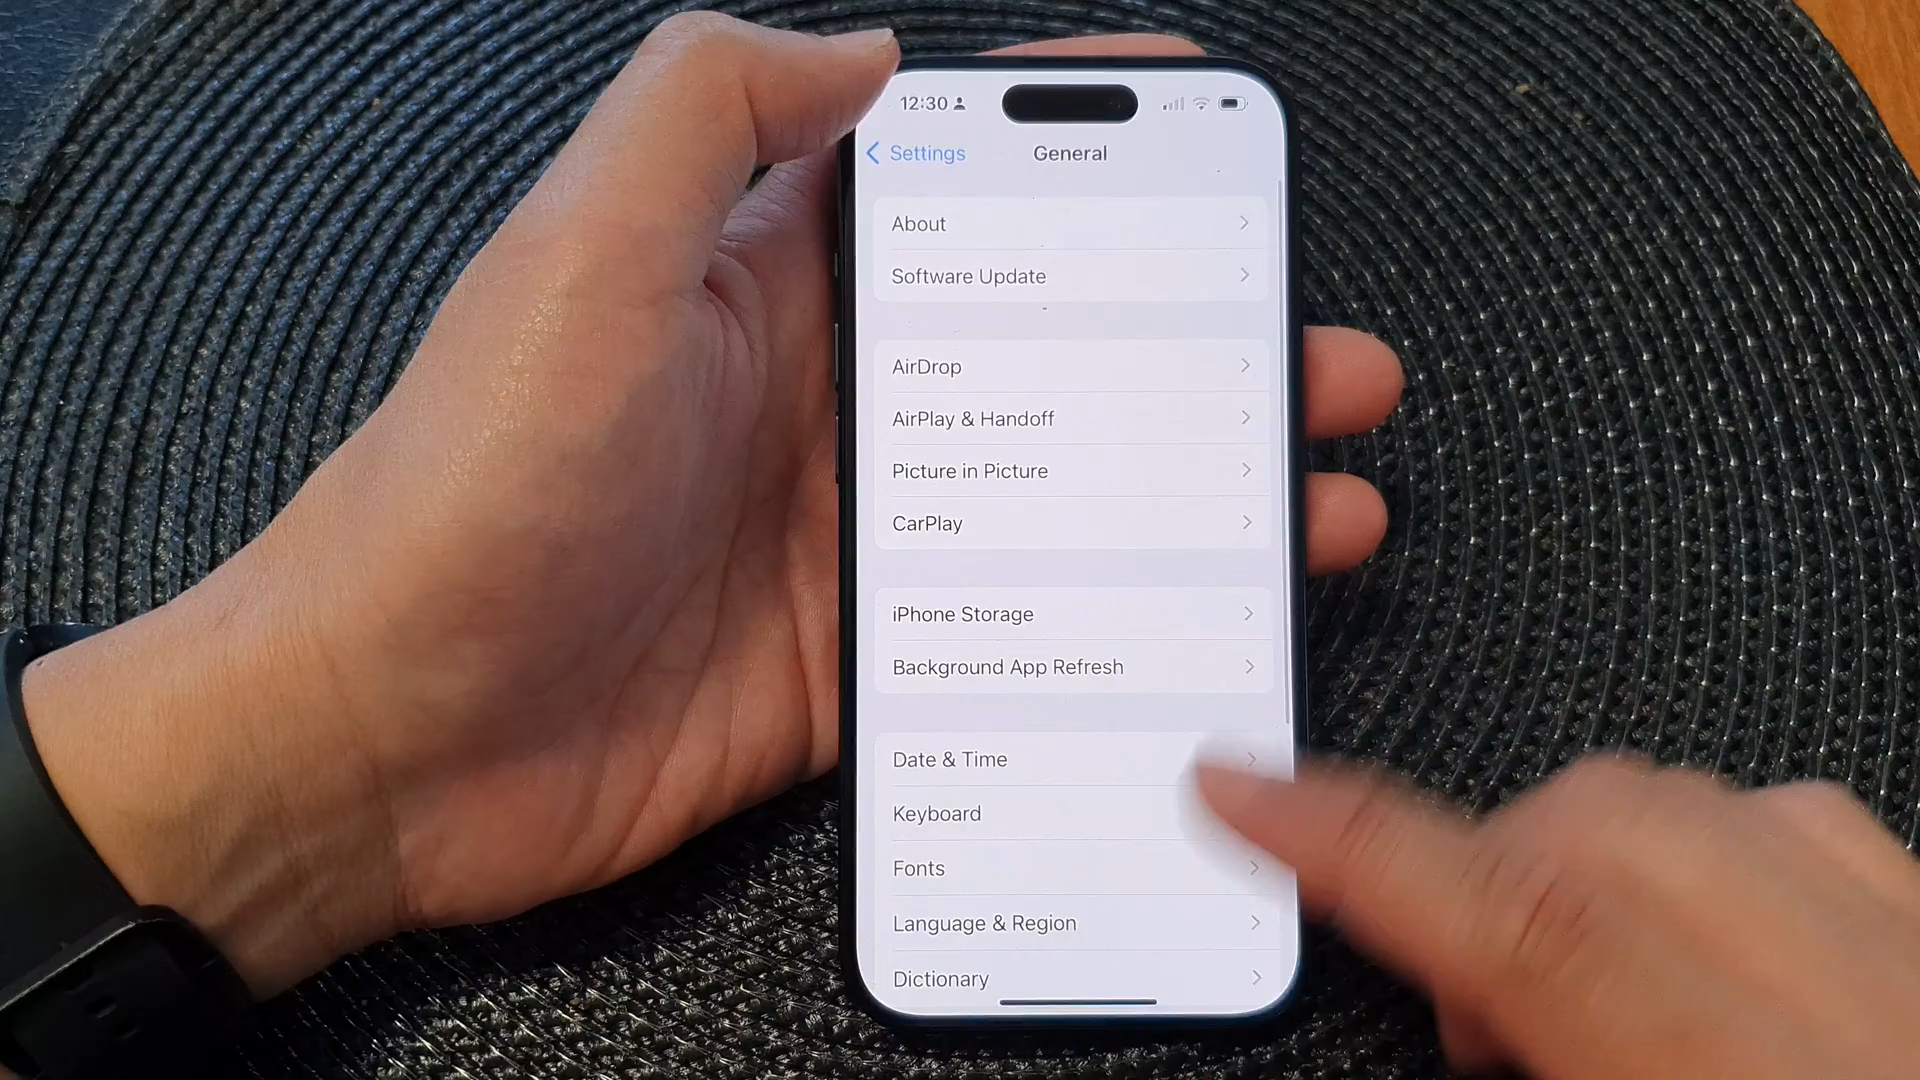 12:30
Settings
General
About
Software Update
AirDrop
AirPlay & Handoff
Picture in Picture
CarPlay
iPhone Storage
Background App Refresh
Date & Time
Keyboard
Fonts
Language & Region
Dictionary